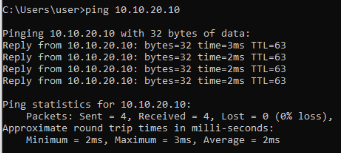 C:\Users\user>ping 10.10.20.10
Pinging 10.10.20.10 with 32 bytes of data:
Reply from 10.10.20.10: bytes=32 time=3ms TTL=63
Reply from 10.10.20.10: bytes=32 time=2ms TTL=63
Reply from 10.10.20.10: bytes=32 time=2ms TTL=63
Reply from 10.10.20.10: bytes=32 time=2ms TTL=63
Ping statistics for 10.10.20.10:
    Packets: Sent = 4, Received = 4, Lost = 0 (0% loss),
Approximate round trip times in milli-seconds:
    Minimum = 2ms, Maximum = 3ms, Average = 2ms